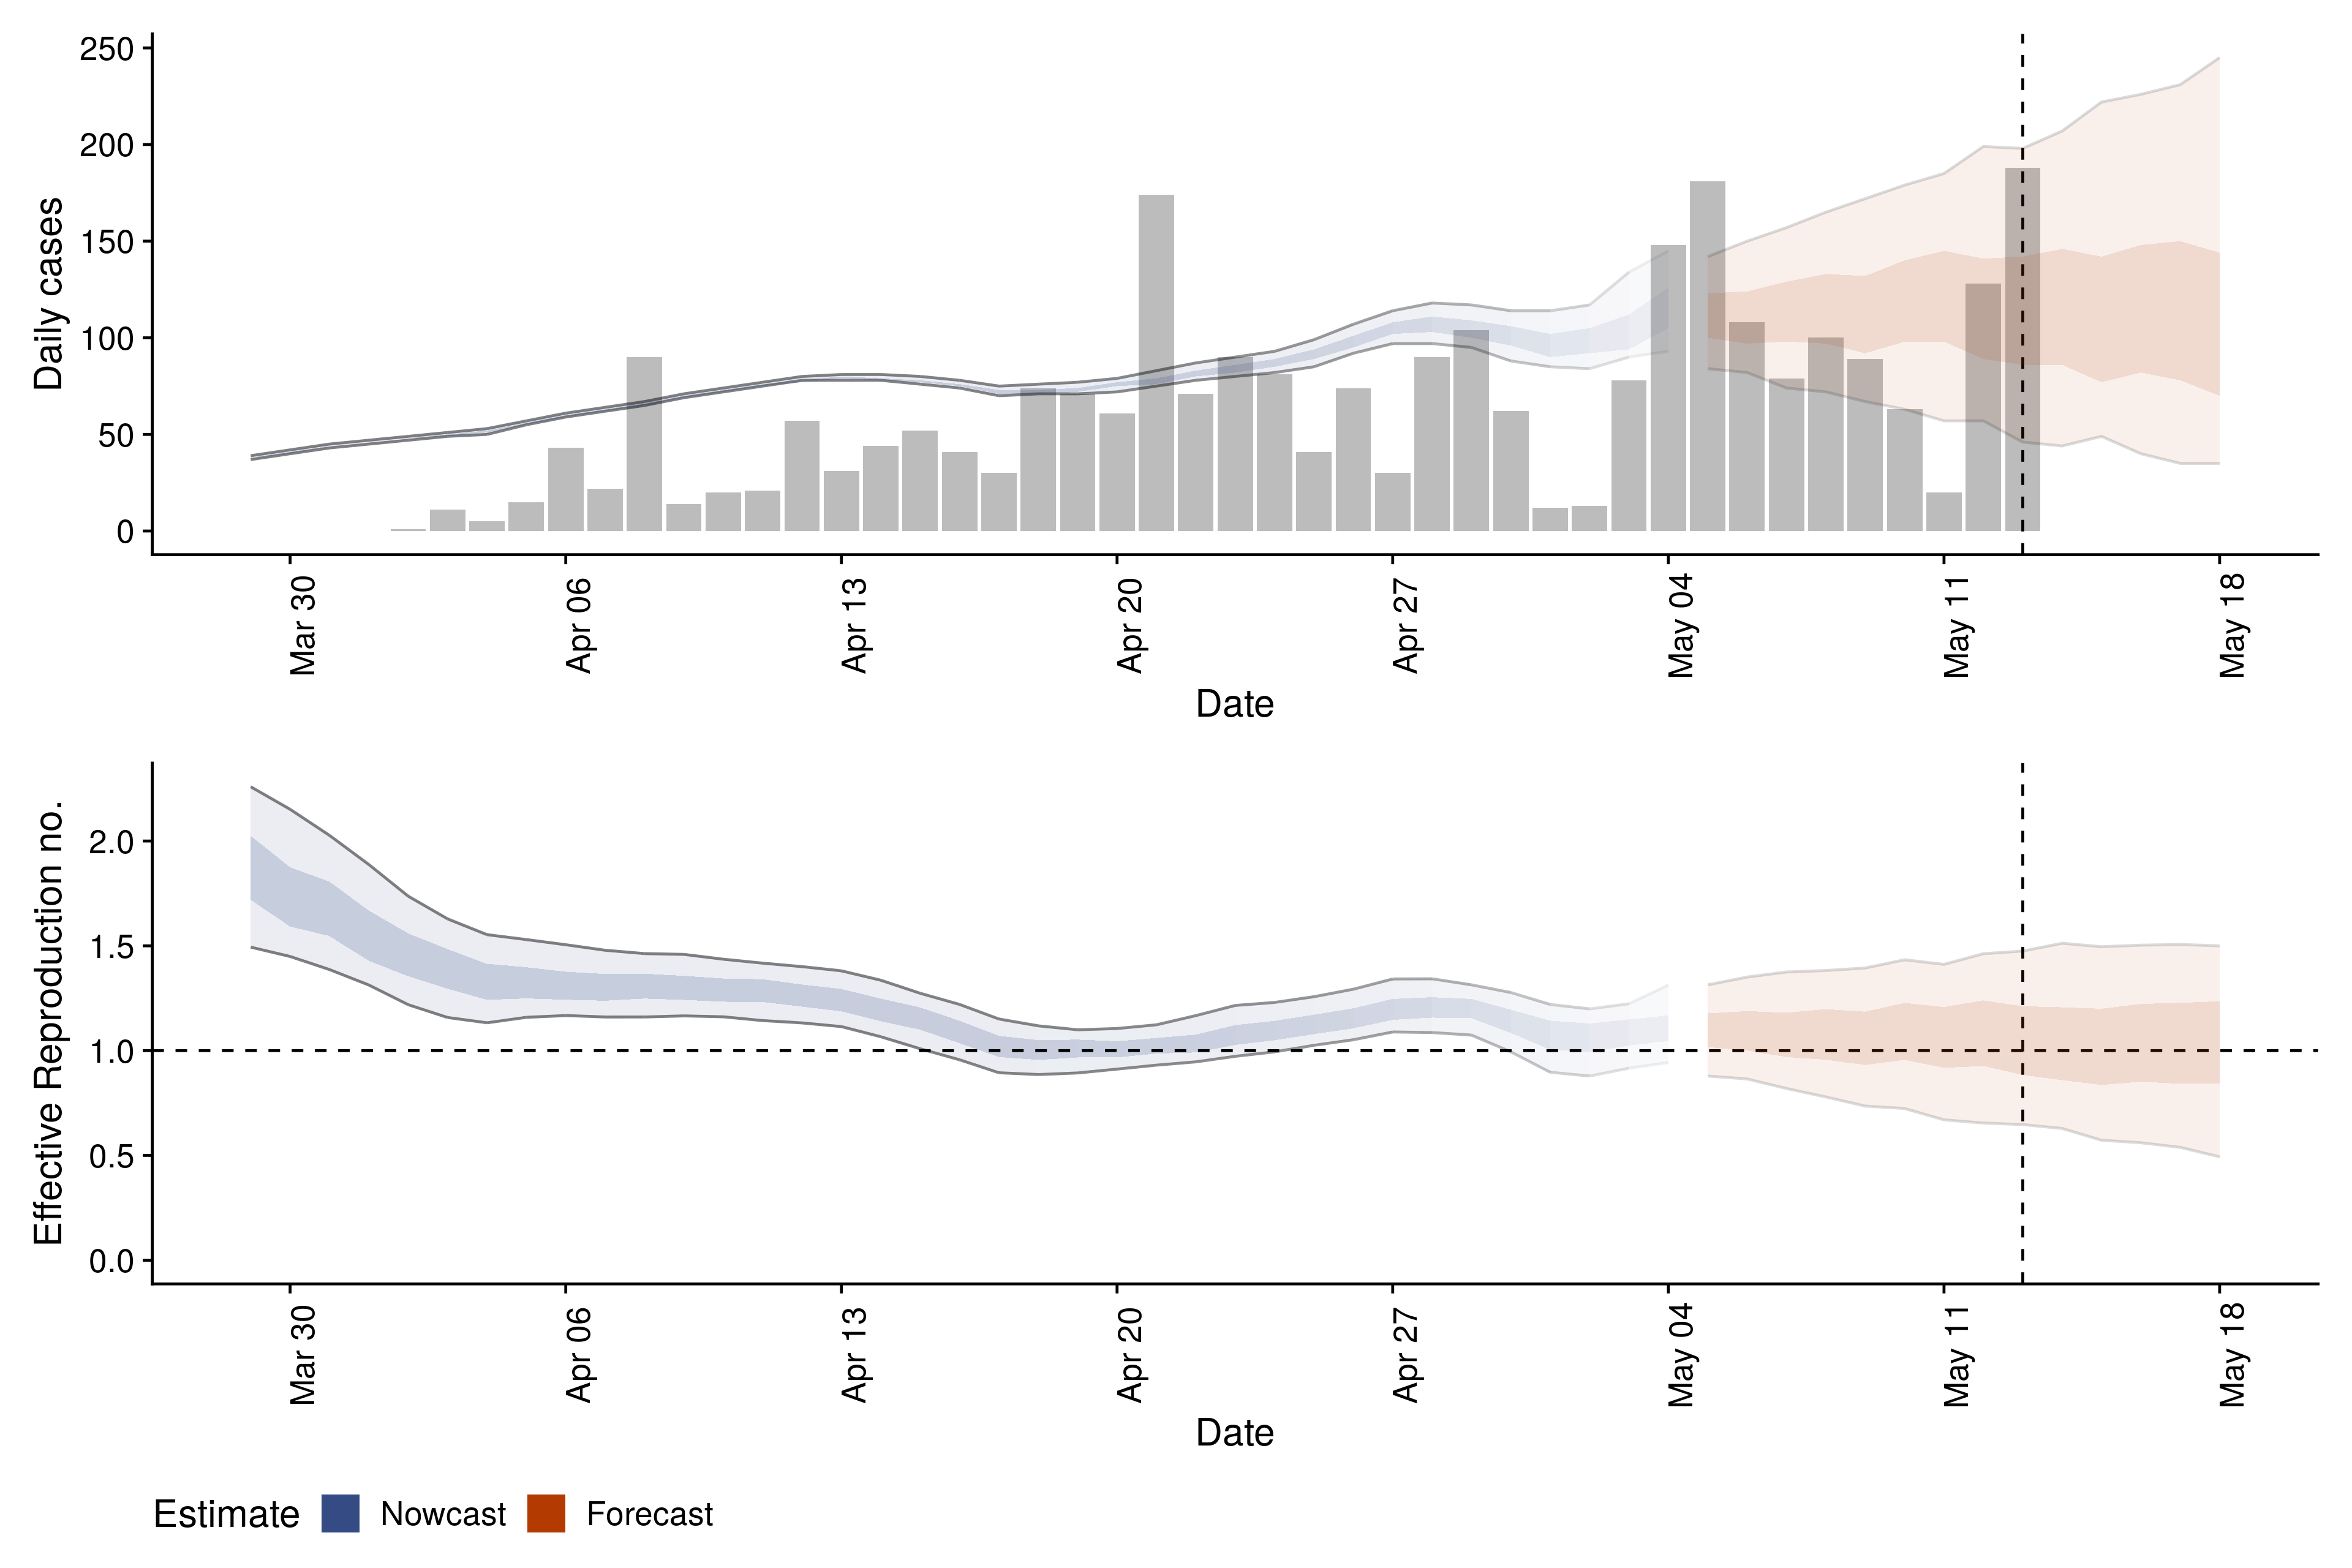 250
200
150
100
50
0
Daily cases
Mar 30 Apr 06 Apr 13 Apr 20 Apr 27 May 04 May 11 May 18
Date
2.0
1.5
1.0
0.5
0.0
Effective Reproduction no.
Mar 30 Apr 06 Apr 13 Apr 20 Apr 27 May 04 May 11 May 18
Date
Estimate Nowcast Forecast